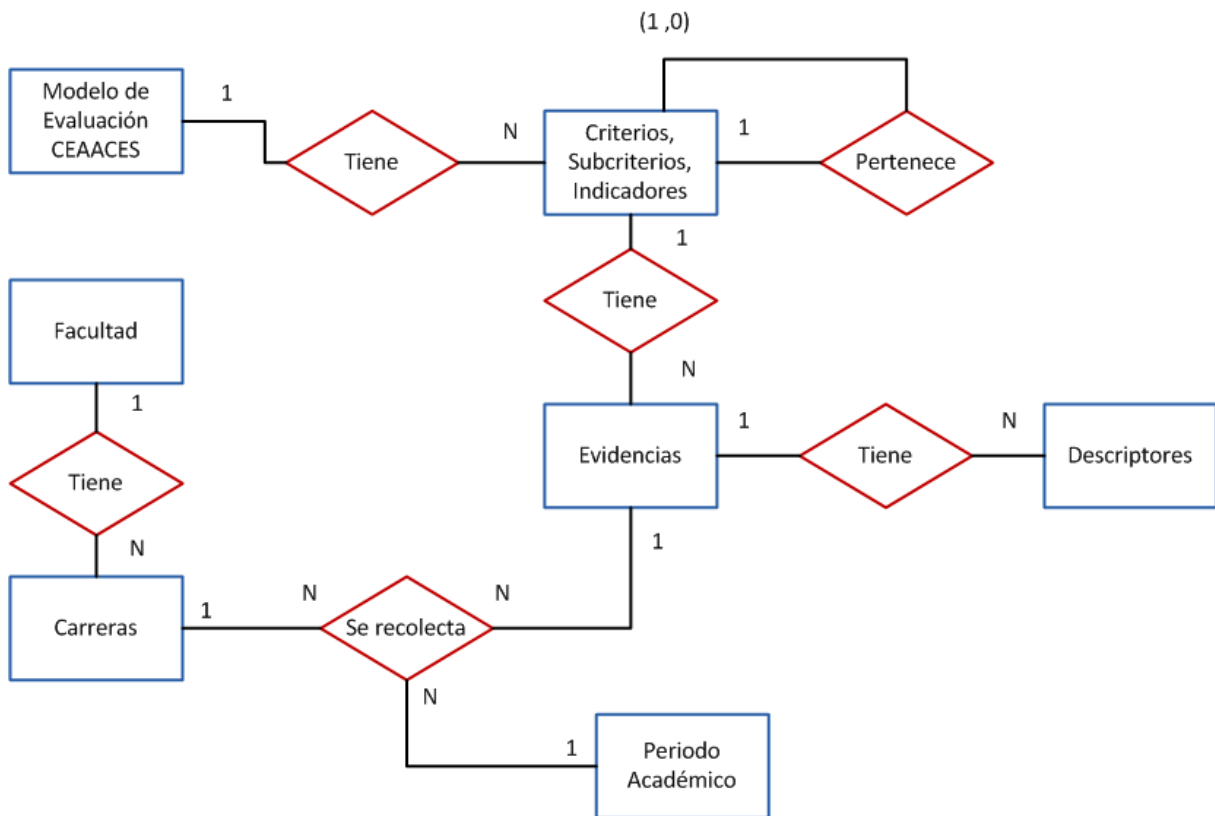 (1 ,0)
Modelo de
Evaluación
CEAACES
1
Tiene
N
Criterios,
Subcriterios,
Indicadores
1
Pertenece
1
Tiene
N
Facultad
1
Tiene
N
Evidencias
1
Tiene
N
Descriptores
1
Carreras
1
N
Se recolecta
N
N
1
Periodo
Académico